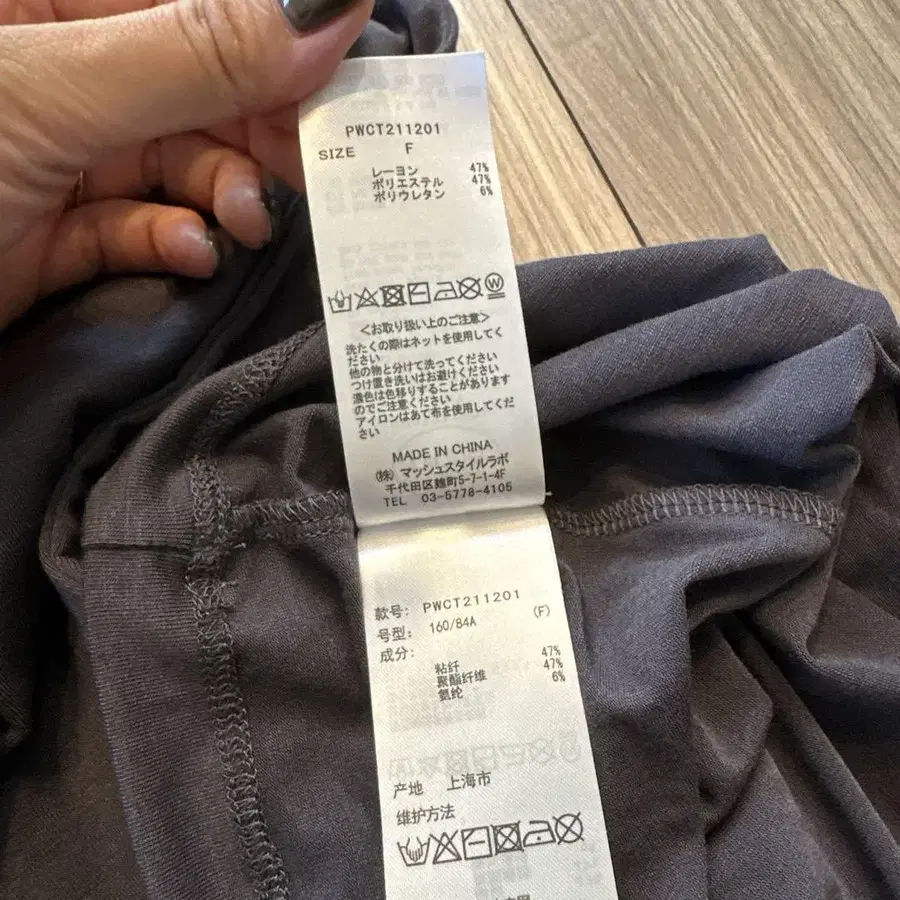 PWCT211201
SIZE F
レーヨン 47%
ポリエステル 47%
ポリウレタン 6%
<お取り扱い上のご注意>
洗たくの際はネットを使用してく
ださい
他の物と分けて洗ってください
つけ置き洗いはお避けください
濃色は色移りすることがあります
のでご注意ください
アイロンはあて布を使用してくだ
さい
MADE IN CHINA
(株) マッシュスタイルラボ
千代田区麹町5-7-1-4F
TEL 03-5778-4105
款号: PWCT211201
号型: 160/84A (F)
成分:
粘纤 47%
聚酯纤维 47%
氨纶 6%
产地 上海市
维护方法